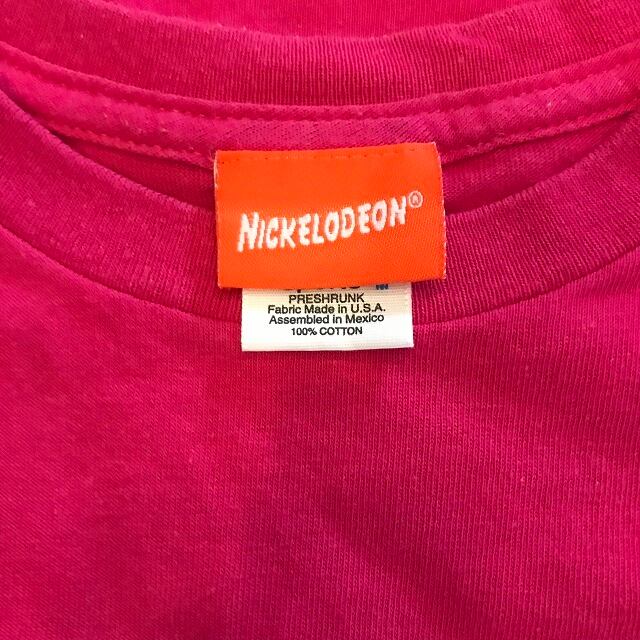 NICKELODEON®
PRESHRUNK
Fabric Made in U.S.A.
Assembled in Mexico
100% COTTON